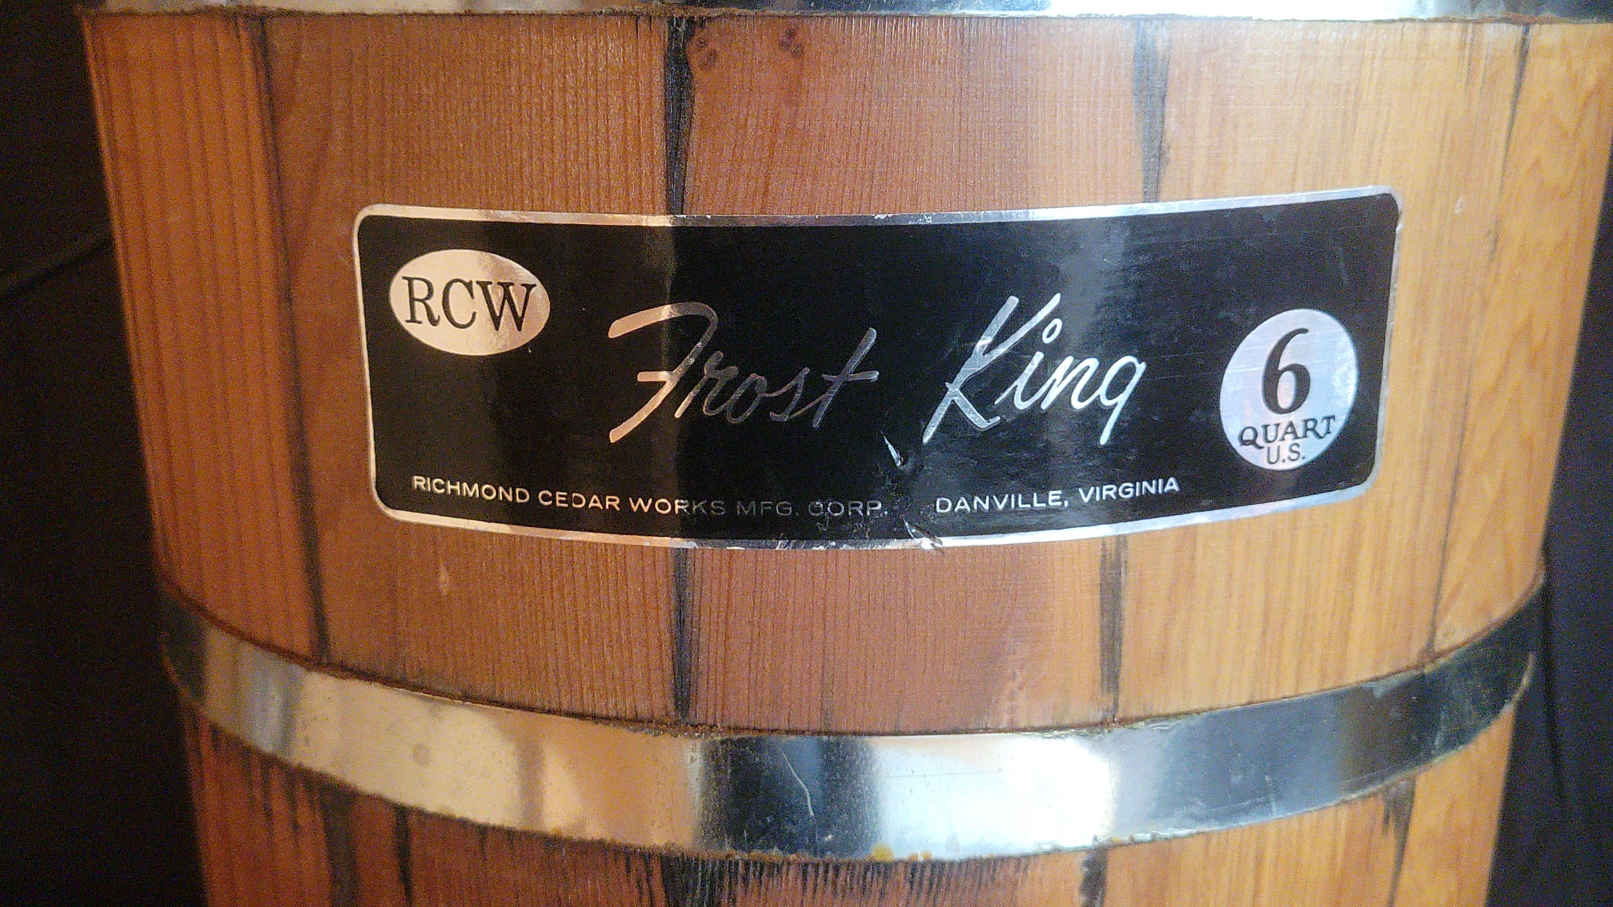 RCW
Frost King
6
QUART
U.S.
RICHMOND CEDAR WORKS MFG. CORP. DANVILLE, VIRGINIA